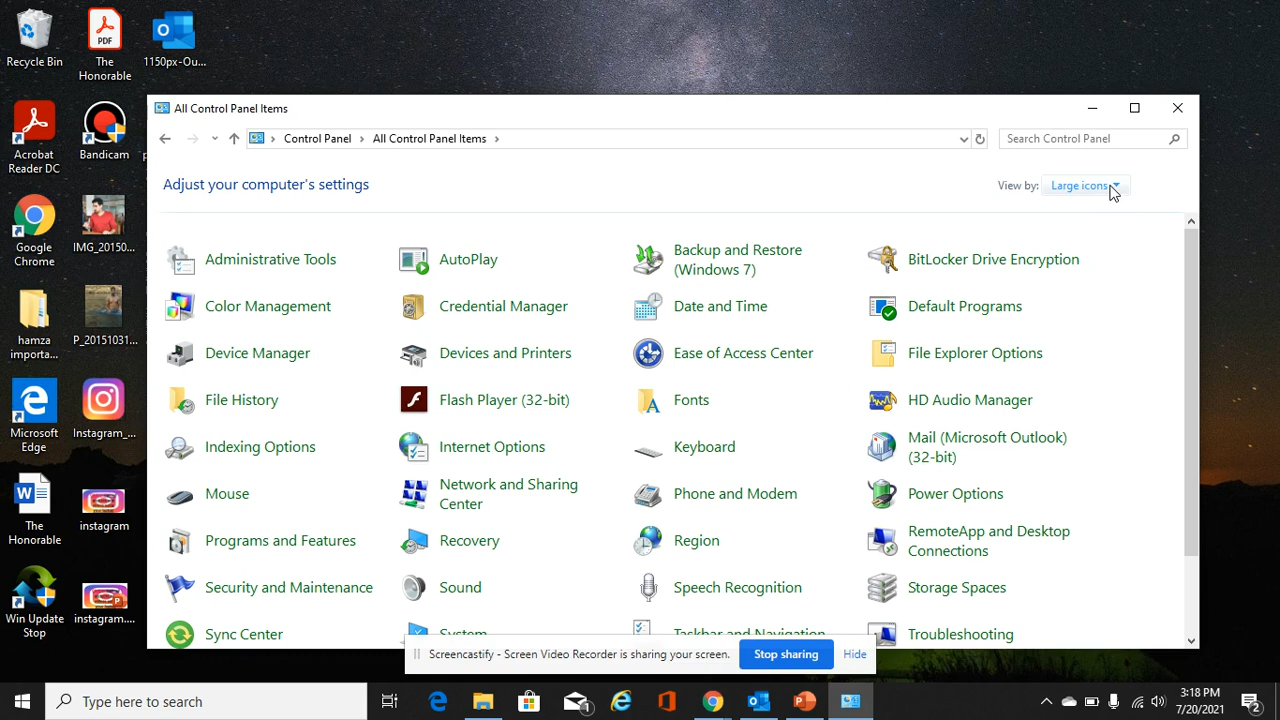 Recycle Bin
The
Honorable
1150px-Ou...
Acrobat
Reader DC
Bandicam
Google
Chrome
IMG_20150...
hamza
importa...
P_20151031...
Microsoft
Edge
Instagram_...
The
Honorable
instagram
Win Update
Stop
instagram....
All Control Panel Items
Control Panel
All Control Panel Items
Search Control Panel
Adjust your computer's settings
View by:
Large icons
Administrative Tools
AutoPlay
Backup and Restore
(Windows 7)
BitLocker Drive Encryption
Color Management
Credential Manager
Date and Time
Default Programs
Device Manager
Devices and Printers
Ease of Access Center
File Explorer Options
File History
Flash Player (32-bit)
Fonts
HD Audio Manager
Indexing Options
Internet Options
Keyboard
Mail (Microsoft Outlook)
(32-bit)
Mouse
Network and Sharing
Center
Phone and Modem
Power Options
Programs and Features
Recovery
Region
RemoteApp and Desktop
Connections
Security and Maintenance
Sound
Speech Recognition
Storage Spaces
Sync Center
System
Taskbar and Navigation
Troubleshooting
Screencastify - Screen Video Recorder is sharing your screen.
Stop sharing
Hide
Type here to search
1
3:18 PM
7/20/2021
2